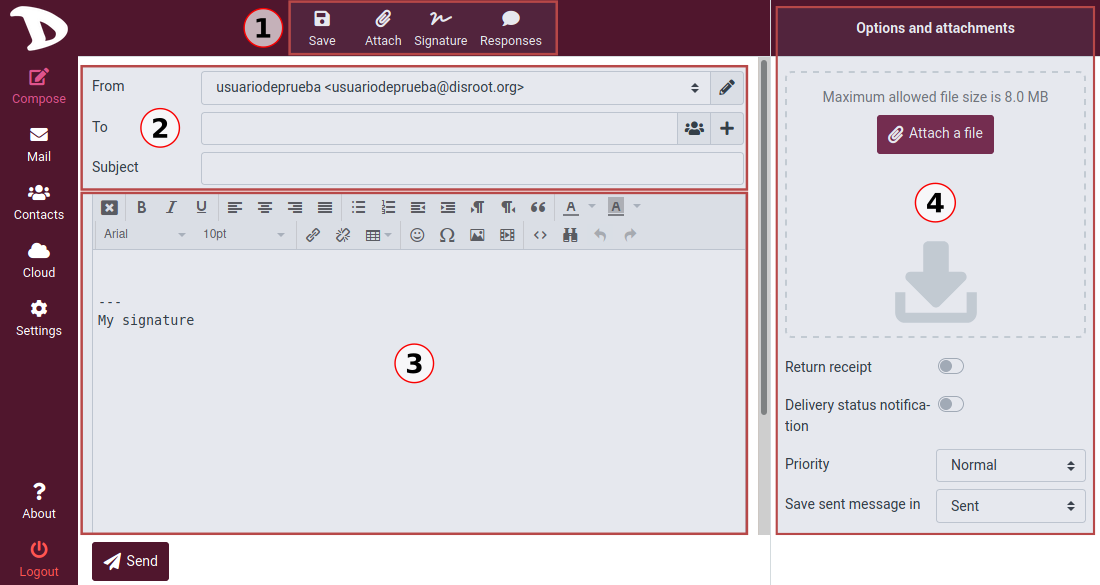 1
Save
Attach
Signature
Responses
Options and attachments
Compose
Mail
Contacts
Cloud
Settings
About
Logout
From
usuariodeprueba <usuariodeprueba@disroot.org>
To
2
Subject
B I U
A A
Arial
10pt
---
My signature
3
Send
Maximum allowed file size is 8.0 MB
Attach a file
4
Return receipt
Delivery status notifica-
tion
Priority
Normal
Save sent message in
Sent